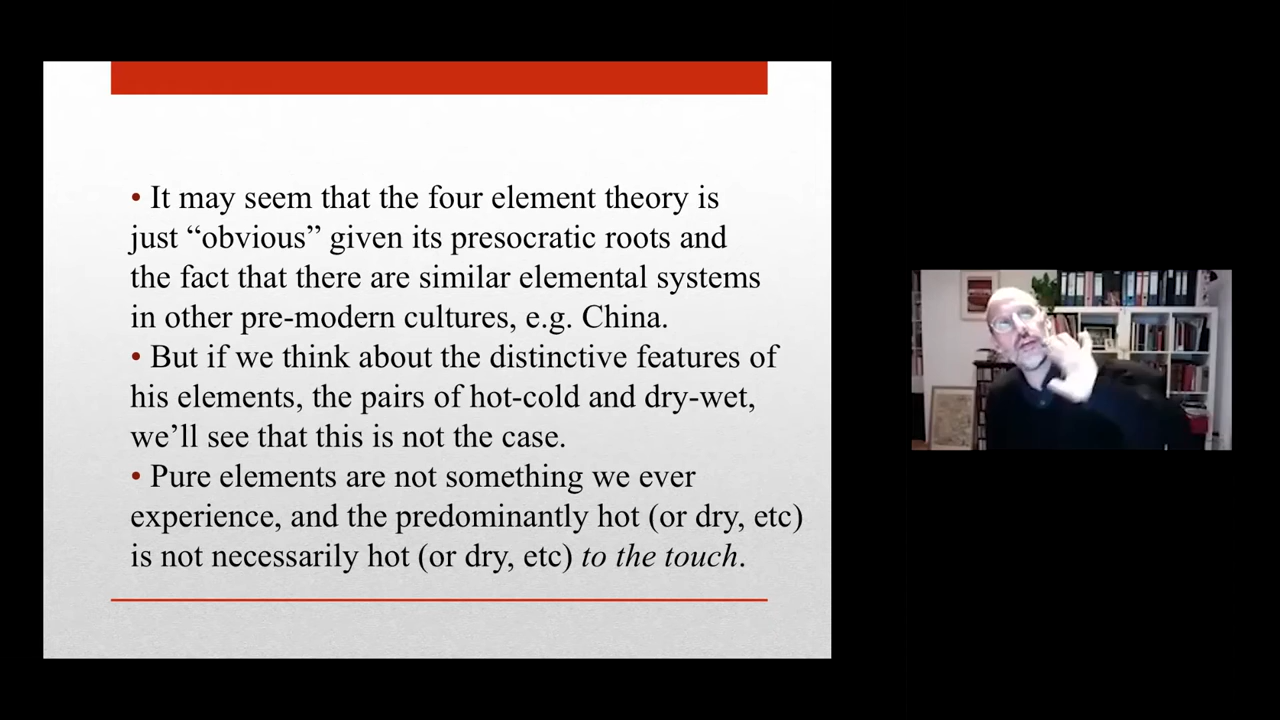 • It may seem that the four element theory is
just “obvious” given its presocratic roots and
the fact that there are similar elemental systems
in other pre-modern cultures, e.g. China.
• But if we think about the distinctive features of
his elements, the pairs of hot-cold and dry-wet,
we’ll see that this is not the case.
• Pure elements are not something we ever
experience, and the predominantly hot (or dry, etc)
is not necessarily hot (or dry, etc) to the touch.